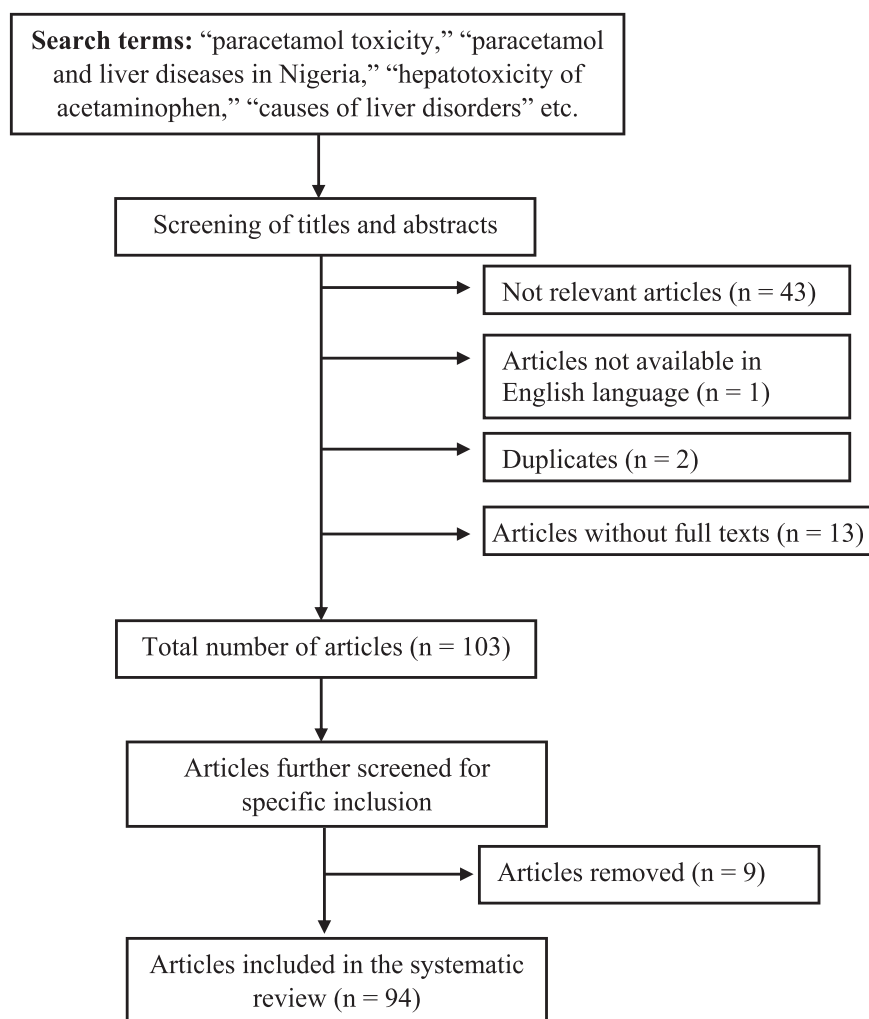 Search terms: “paracetamol toxicity,” “paracetamol
and liver diseases in Nigeria,” “hepatotoxicity of
acetaminophen,” “causes of liver disorders” etc.
Screening of titles and abstracts
Not relevant articles (n = 43)
Articles not available in
English language (n = 1)
Duplicates (n = 2)
Articles without full texts (n = 13)
Total number of articles (n = 103)
Articles further screened for
specific inclusion
Articles removed (n = 9)
Articles included in the systematic
review (n = 94)